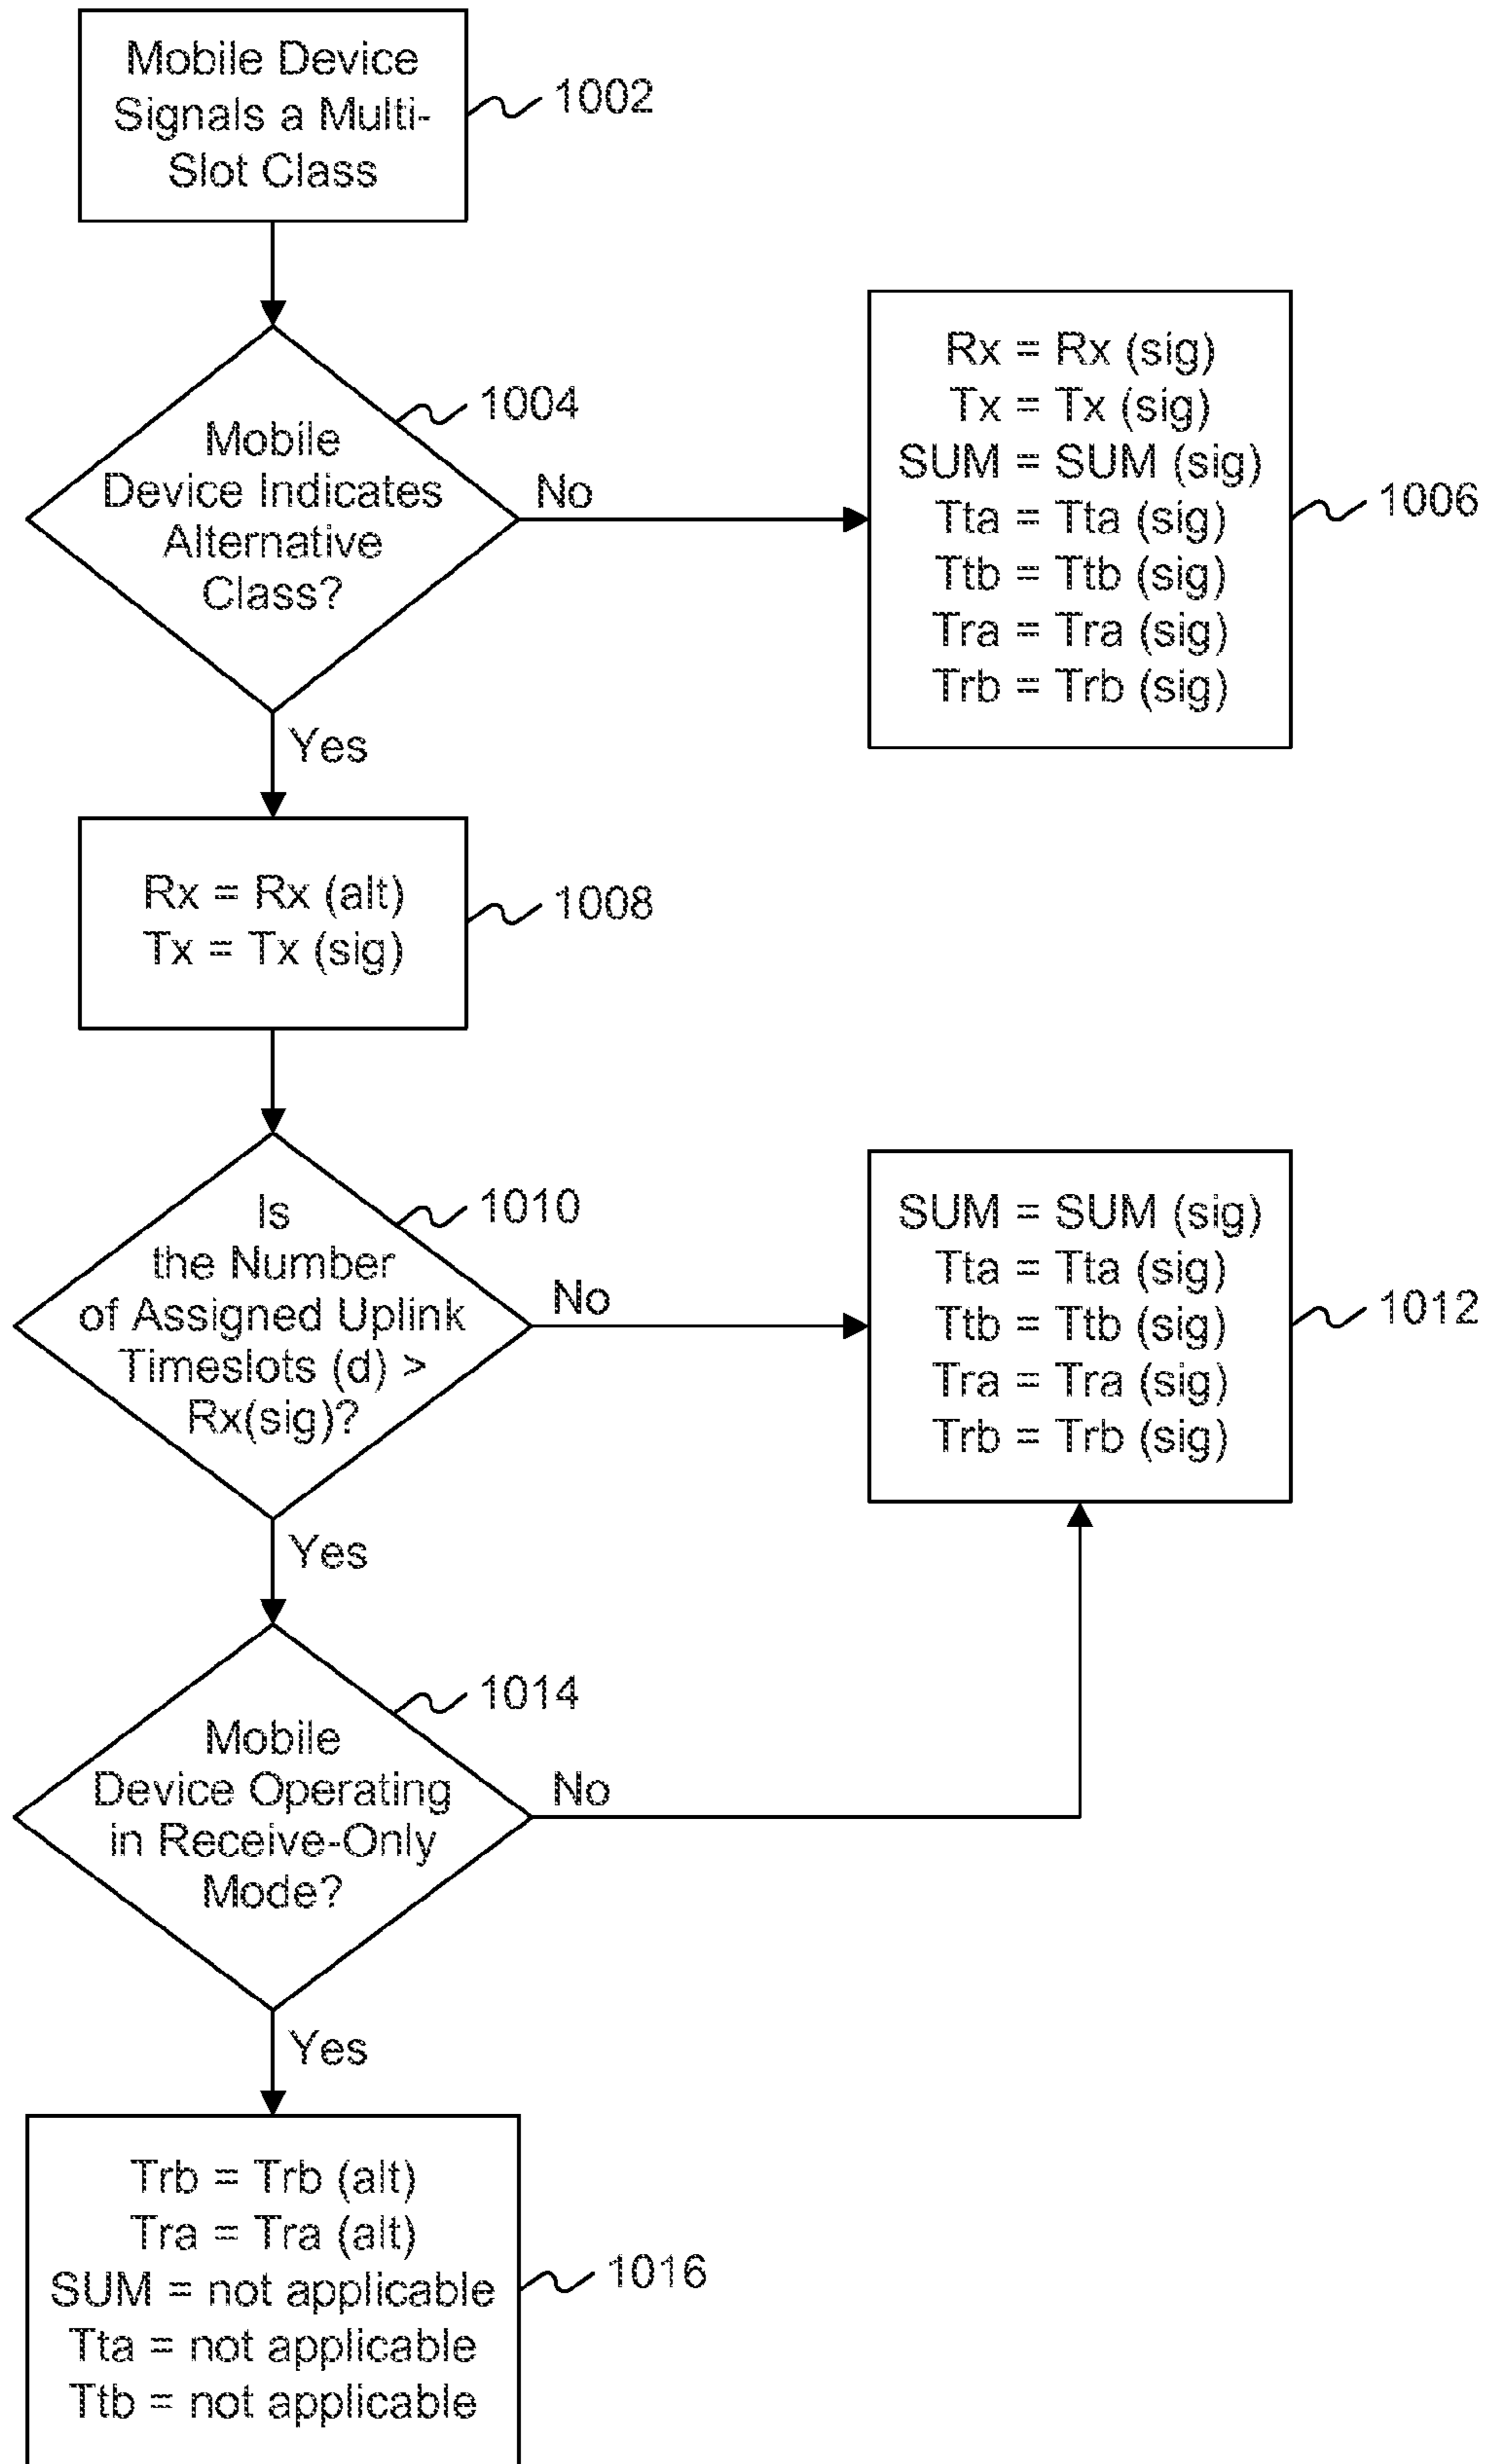 Mobile Device
Signals a Multi-
Slot Class
1002
Mobile
Device Indicates
Alternative
Class?
1004
No
Rx = Rx (sig)
Tx = Tx (sig)
SUM = SUM (sig)
Tta = Tta (sig)
Ttb = Ttb (sig)
Tra = Tra (sig)
Trb = Trb (sig)
1006
Yes
Rx = Rx (alt)
Tx = Tx (sig)
1008
Is
the Number
of Assigned Uplink
Timeslots (d) >
Rx(sig)?
1010
No
SUM = SUM (sig)
Tta = Tta (sig)
Ttb = Ttb (sig)
Tra = Tra (sig)
Trb = Trb (sig)
1012
Yes
Mobile
Device Operating
in Receive-Only
Mode?
1014
No
Yes
Trb = Trb (alt)
Tra = Tra (alt)
SUM = not applicable
Tta = not applicable
Ttb = not applicable
1016